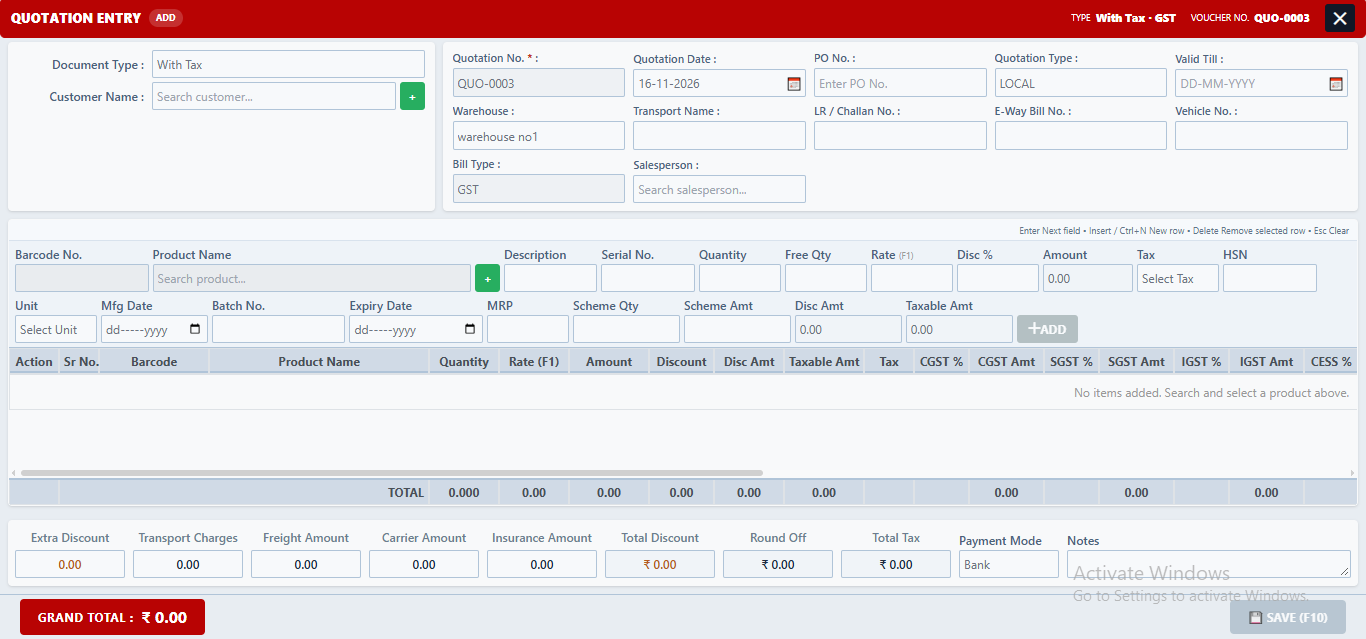 QUOTATION ENTRY ADD TYPE With Tax - GST VOUCHER NO. QUO-0003
Document Type : With Tax
Customer Name : Search customer... +
Quotation No. * : Quotation Date : PO No. : Quotation Type : Valid Till :
QUO-0003 16-11-2026 Enter PO No. LOCAL DD-MM-YYYY
Warehouse : Transport Name : LR / Challan No. : E-Way Bill No. : Vehicle No. :
warehouse no1
Bill Type : Salesperson :
GST Search salesperson...
Enter Next field • Insert / Ctrl+N New row • Delete Remove selected row • Esc Clear
Barcode No. Product Name Description Serial No. Quantity Free Qty Rate (F1) Disc % Amount Tax HSN
Search product... + 0.00 Select Tax
Unit Mfg Date Batch No. Expiry Date MRP Scheme Qty Scheme Amt Disc Amt Taxable Amt
Select Unit dd-----yyyy dd-----yyyy 0.00 0.00 +ADD
Action Sr No. Barcode Product Name Quantity Rate (F1) Amount Discount Disc Amt Taxable Amt Tax CGST % CGST Amt SGST % SGST Amt IGST % IGST Amt CESS %
No items added. Search and select a product above.
TOTAL 0.000 0.00 0.00 0.00 0.00 0.00 0.00 0.00 0.00
Extra Discount Transport Charges Freight Amount Carrier Amount Insurance Amount Total Discount Round Off Total Tax Payment Mode Notes
0.00 0.00 0.00 0.00 0.00 ₹ 0.00 ₹ 0.00 ₹ 0.00 Bank
Activate Windows
Go to Settings to activate Windows.
GRAND TOTAL : ₹ 0.00 SAVE (F10)